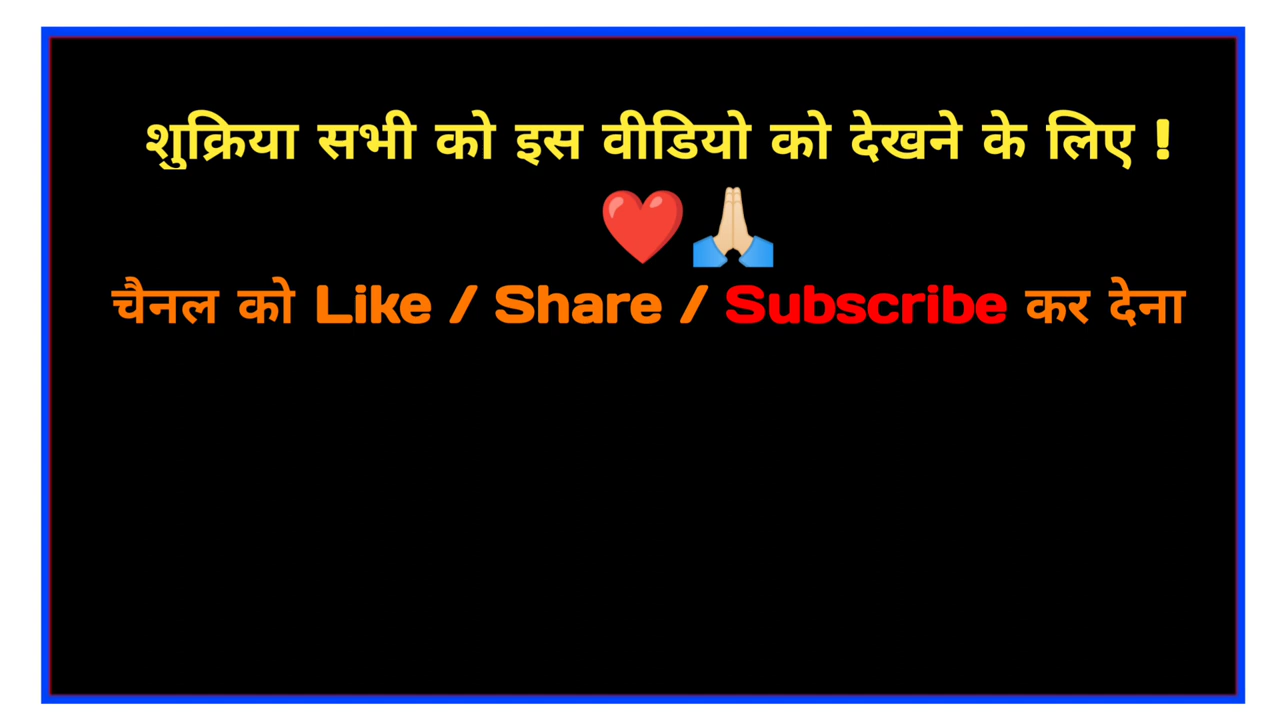 शुक्रिया सभी को इस वीडियो को देखने के लिए !
❤️🙏🏻
चैनल को Like / Share / Subscribe कर देना